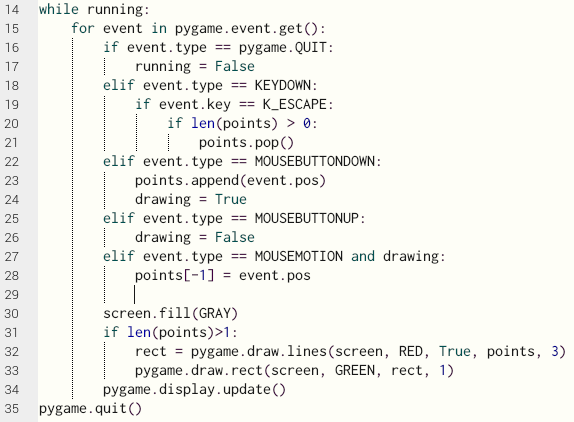 14 while running:
15     for event in pygame.event.get():
16         if event.type == pygame.QUIT:
17             running = False
18         elif event.type == KEYDOWN:
19             if event.key == K_ESCAPE:
20                 if len(points) > 0:
21                     points.pop()
22         elif event.type == MOUSEBUTTONDOWN:
23             points.append(event.pos)
24             drawing = True
25         elif event.type == MOUSEBUTTONUP:
26             drawing = False
27         elif event.type == MOUSEMOTION and drawing:
28             points[-1] = event.pos
29
30         screen.fill(GRAY)
31         if len(points)>1:
32             rect = pygame.draw.lines(screen, RED, True, points, 3)
33             pygame.draw.rect(screen, GREEN, rect, 1)
34         pygame.display.update()
35 pygame.quit()